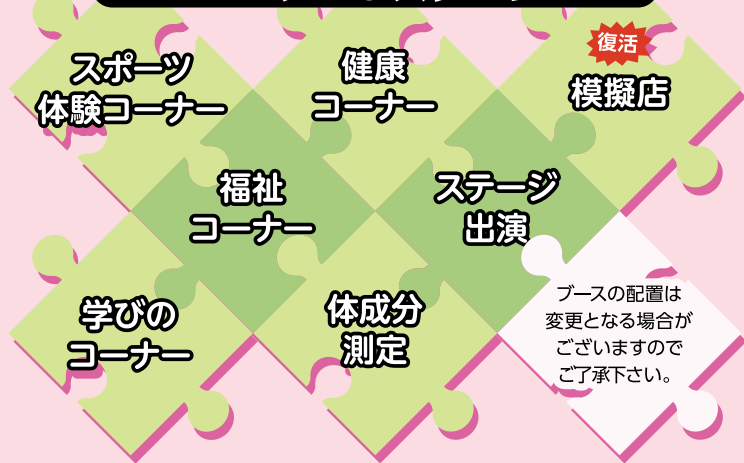 スポーツ
体験コーナー
健康
コーナー
復活
模擬店
福祉
コーナー
ステージ
出演
学びの
コーナー
体成分
測定
ブースの配置は
変更となる場合が
ございますので
ご了承下さい。